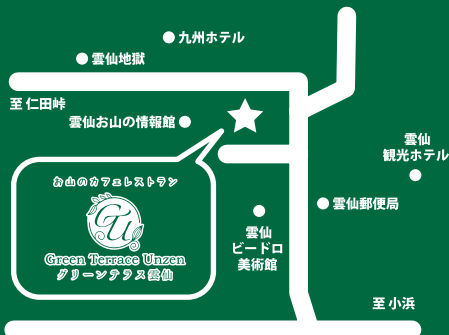 九州ホテル
雲仙地獄
至 仁田峠
雲仙お山の情報館
雲仙
観光ホテル
お山のカフェレストラン
GU
Green Terrace Unzen
グリーンテラス雲仙
雲仙郵便局
雲仙
ビードロ
美術館
至 小浜